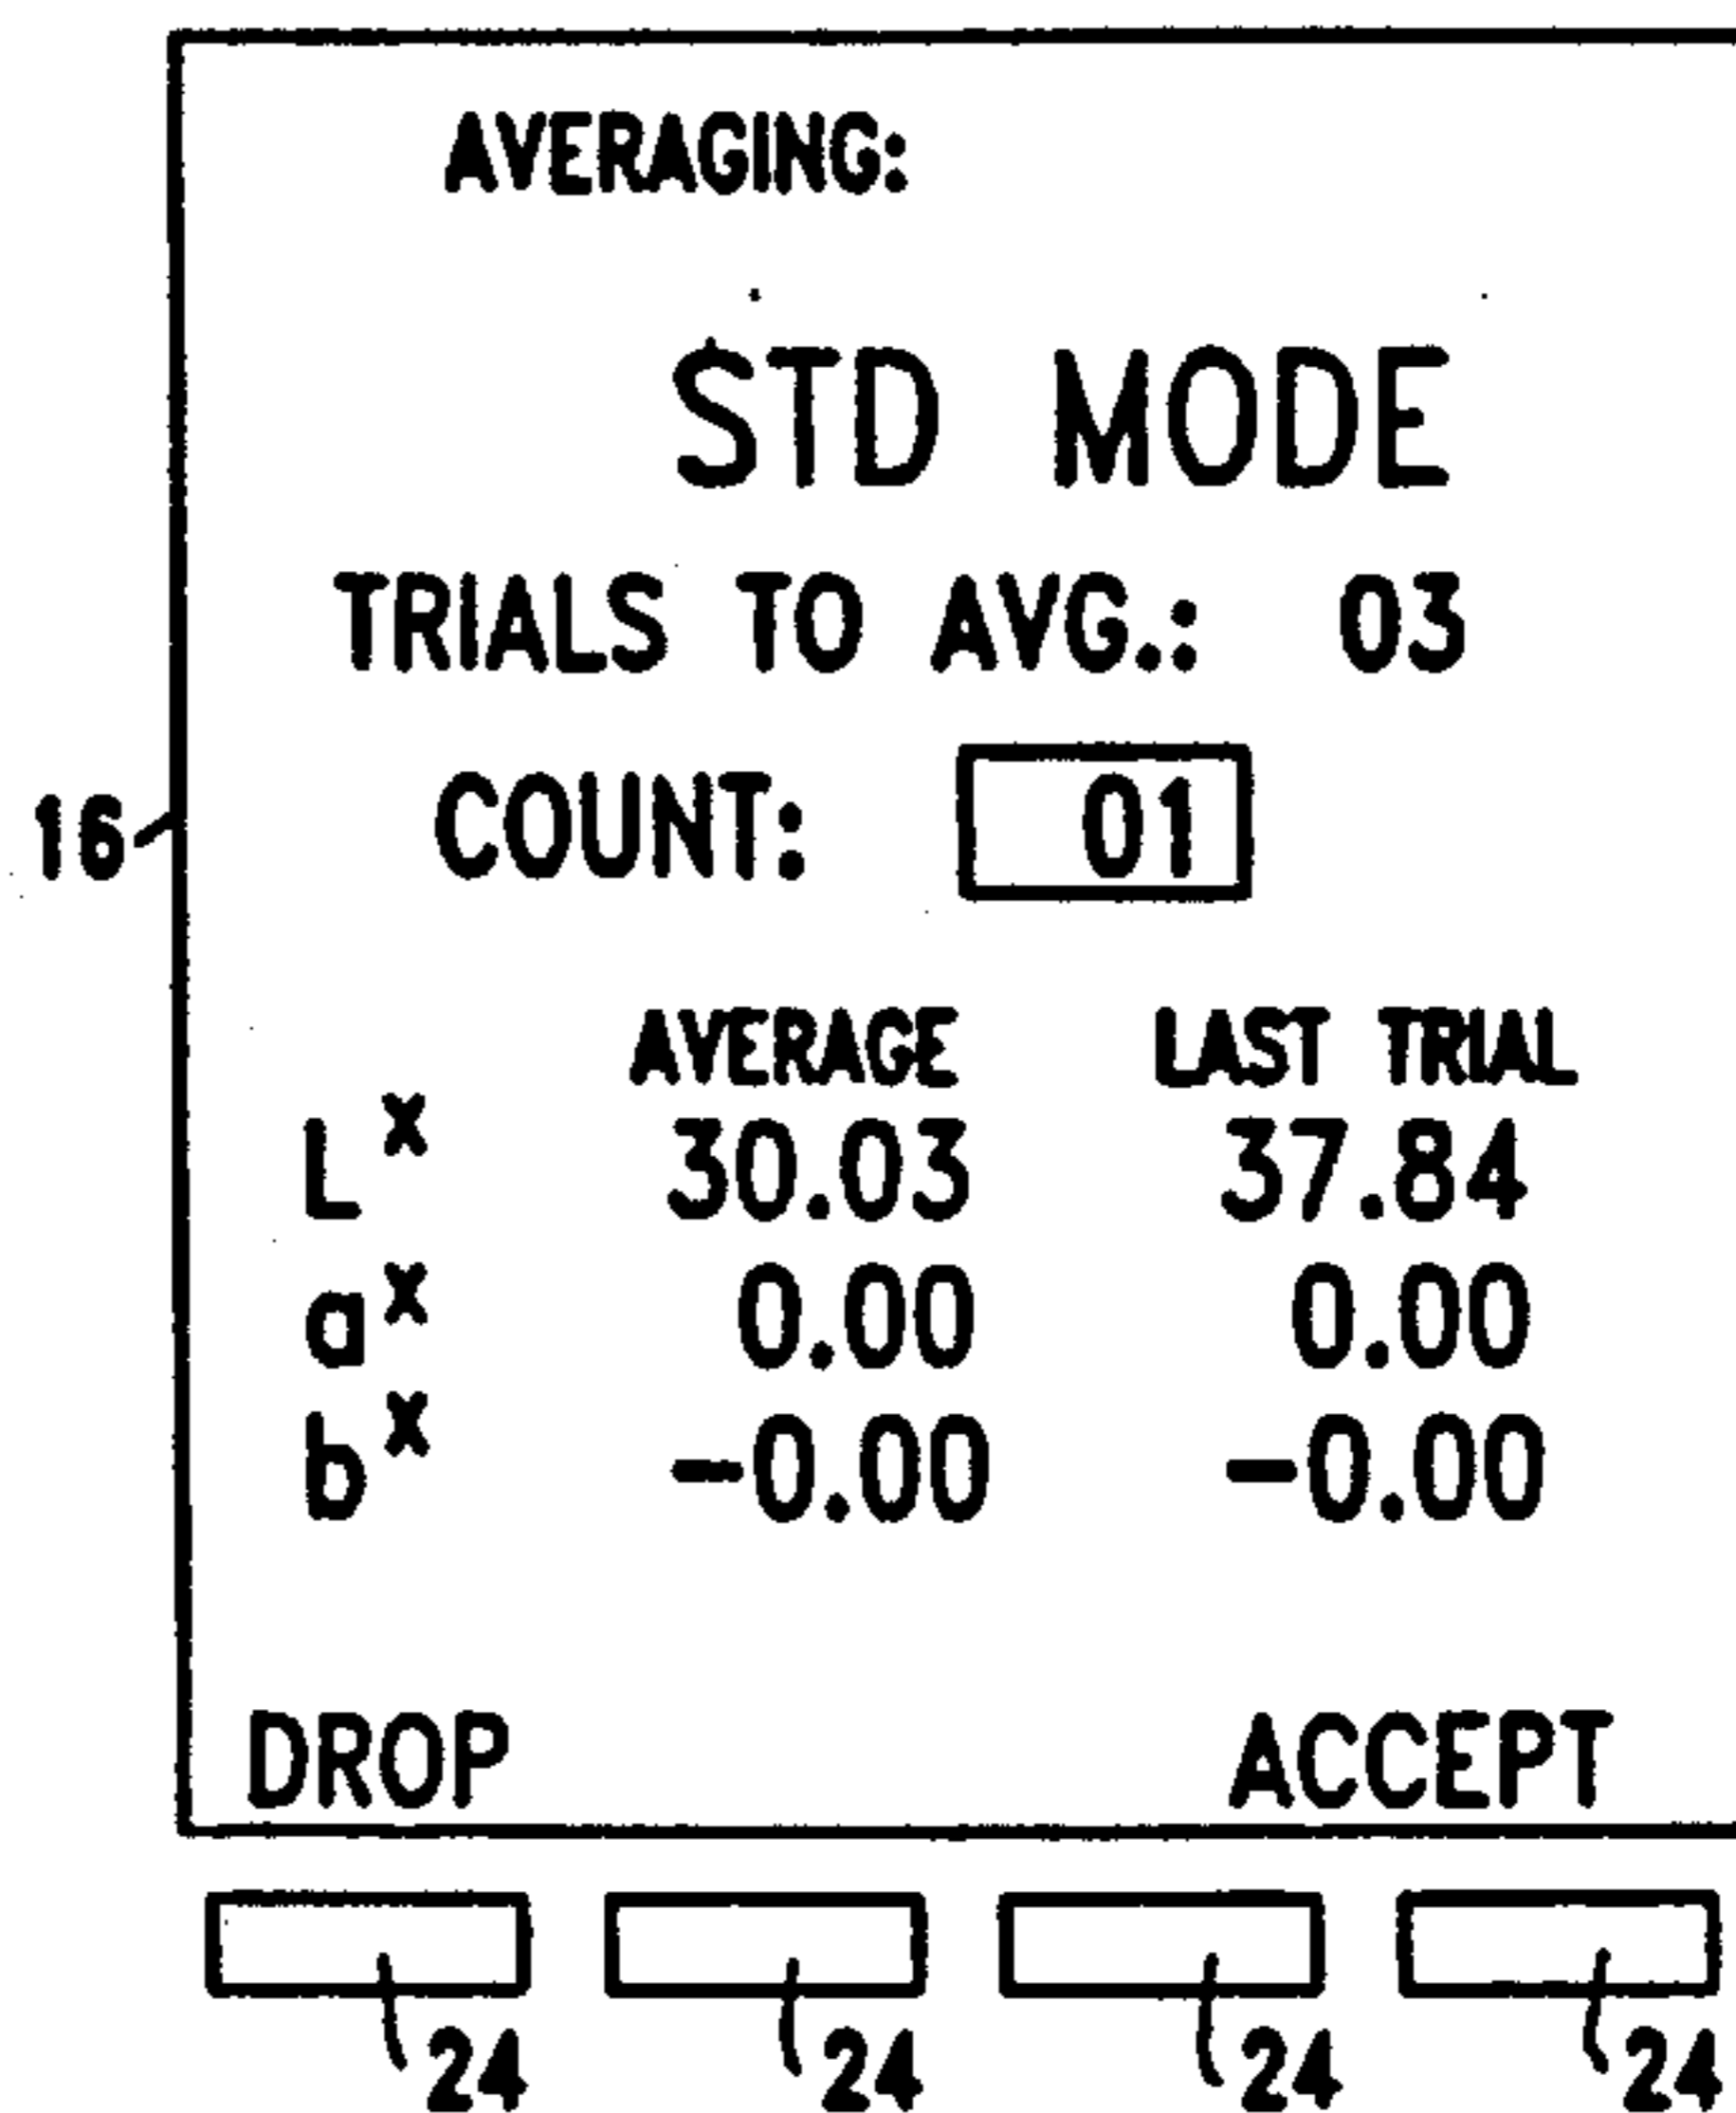 AVERAGING:
STD MODE
TRIALS TO AVG.: 03
16 COUNT: 01
AVERAGE LAST TRIAL
L* 30.03 37.84
a* 0.00 0.00
b* -0.00 -0.00
DROP ACCEPT
24 24 24 24